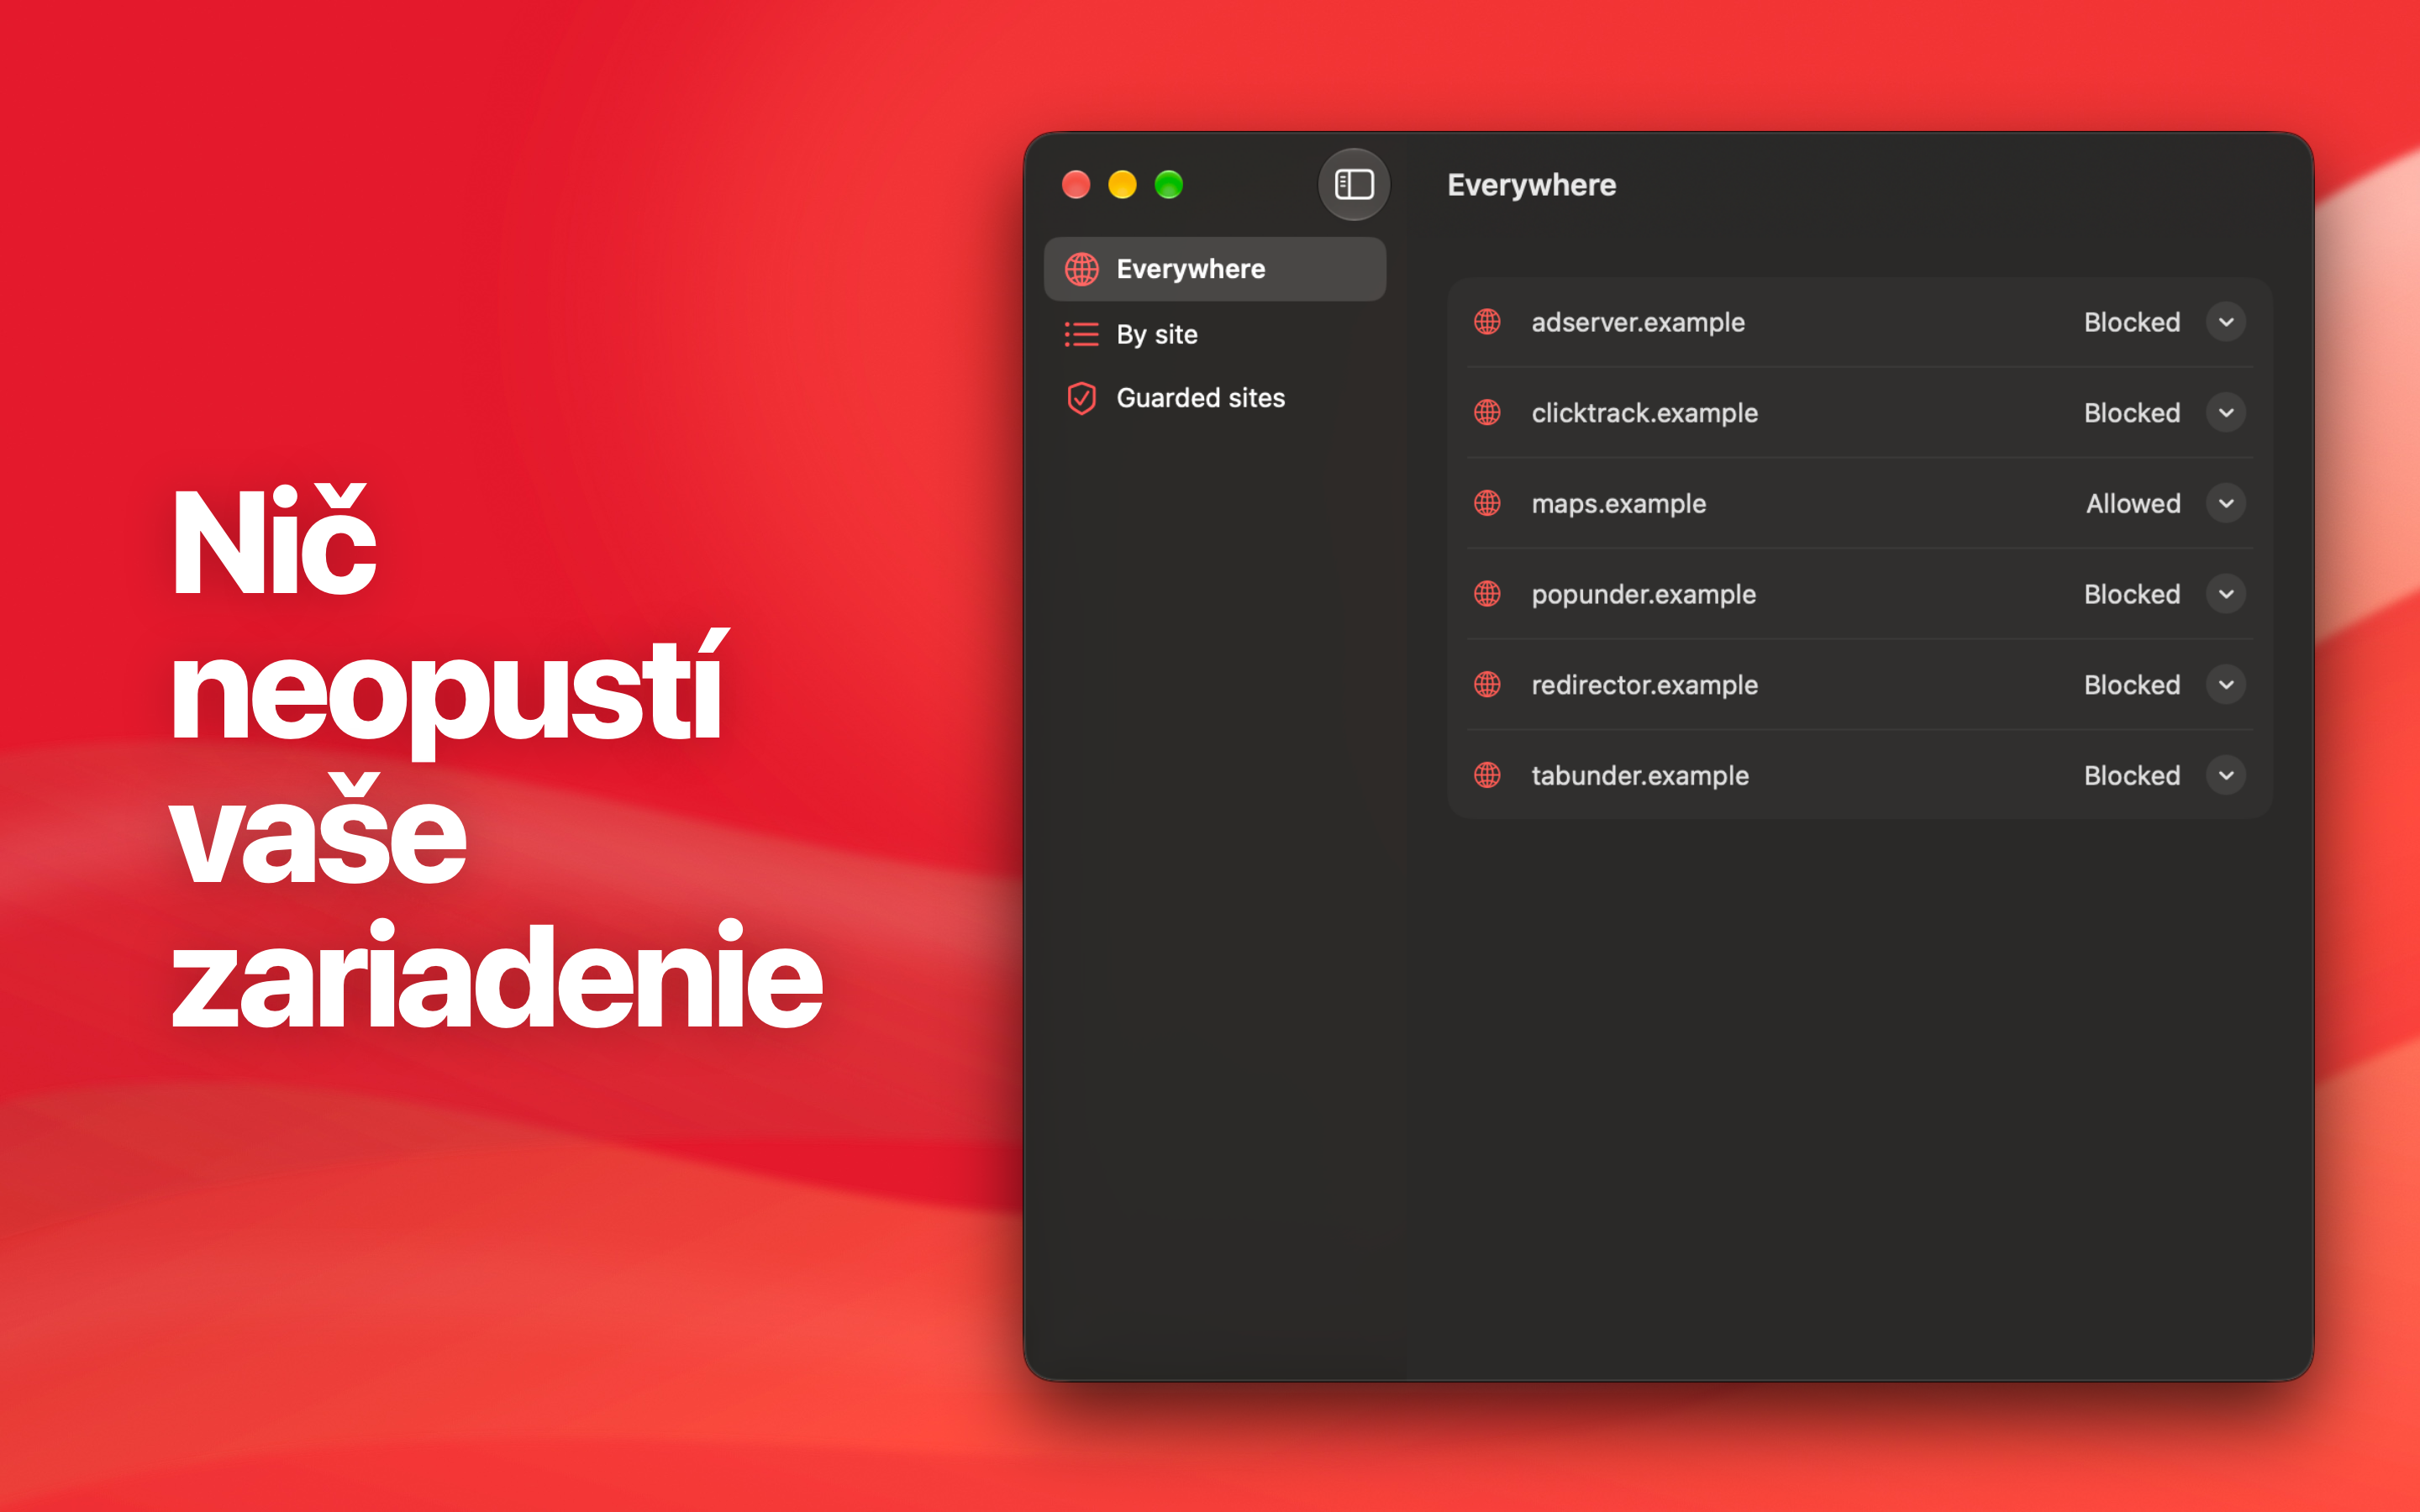 Nič
neopustí
vaše
zariadenie
Everywhere
By site
Guarded sites
Everywhere
adserver.example Blocked
clicktrack.example Blocked
maps.example Allowed
popunder.example Blocked
redirector.example Blocked
tabunder.example Blocked